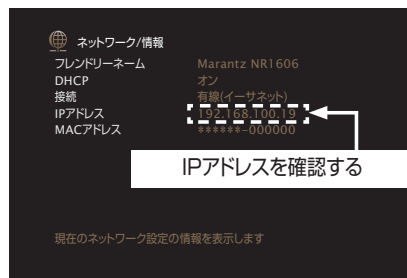 ネットワーク/情報
フレンドリーネーム Marantz NR1606
DHCP オン
接続 有線(イーサネット)
IPアドレス 192.168.100.19
MACアドレス ******-000000
IPアドレスを確認する
現在のネットワーク設定の情報を表示します